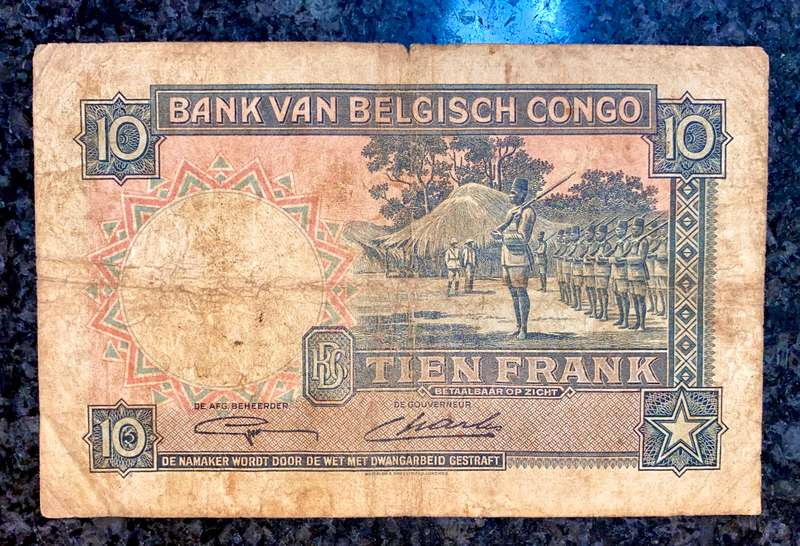 BANK VAN BELGISCH CONGO
10
10
BCB
TIEN FRANK
BETAALBAAR OP ZICHT
DE AFG. BEHEERDER
DE GOUVERNEUR
10
DE NAMAKER WORDT DOOR DE WET MET DWANGARBEID GESTRAFT